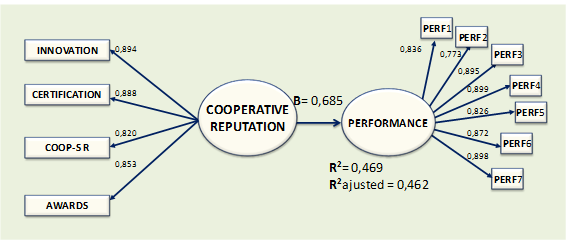 INNOVATION
0,894
CERTIFICATION
0,888
COOP-SR
0,820
AWARDS
0,853
COOPERATIVE
REPUTATION
B= 0,685
PERFORMANCE
R²= 0,469
R²ajusted = 0,462
PERF1
0,836
PERF2
0,773
PERF3
0,895
PERF4
0,899
PERF5
0,826
PERF6
0,872
PERF7
0,898